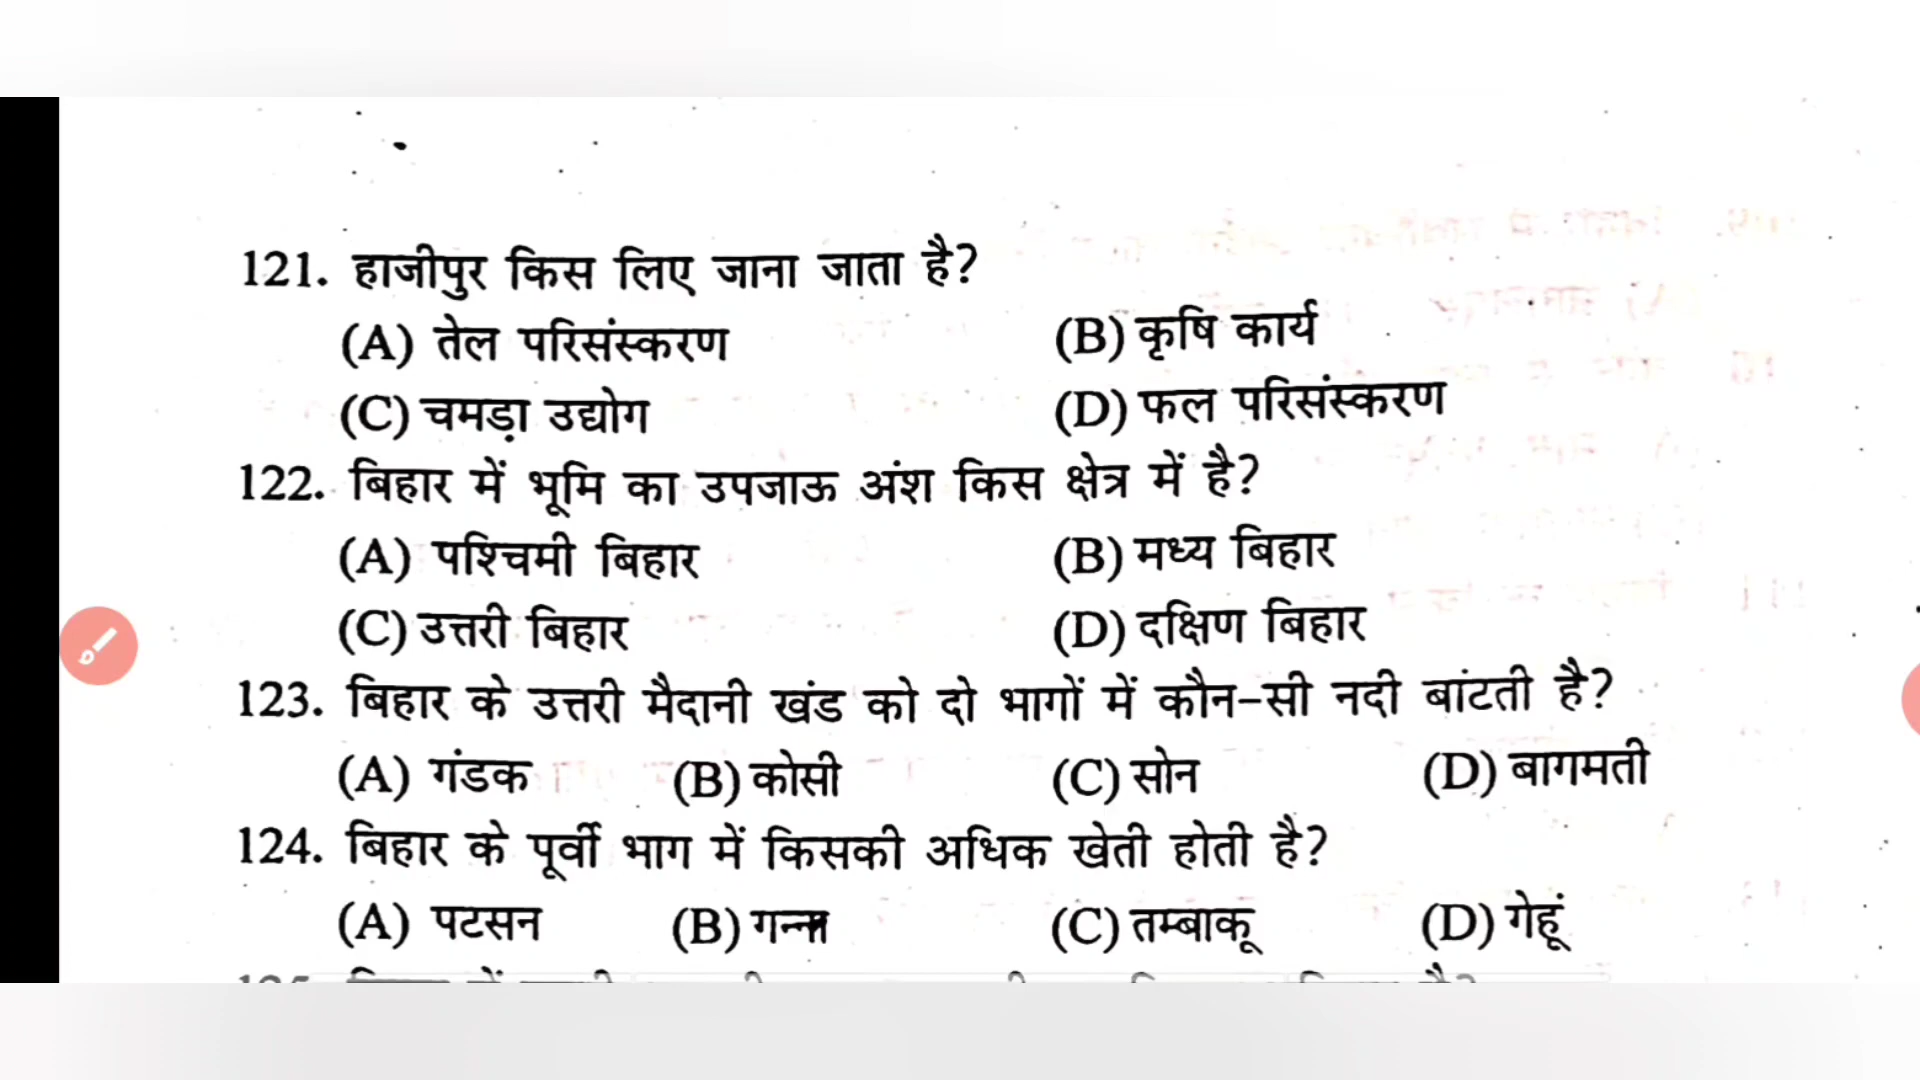 121. हाजीपुर किस लिए जाना जाता है?
(A) तेल परिसंस्करण (B) कृषि कार्य
(C) चमड़ा उद्योग (D) फल परिसंस्करण
122. बिहार में भूमि का उपजाऊ अंश किस क्षेत्र में है?
(A) पश्चिमी बिहार (B) मध्य बिहार
(C) उत्तरी बिहार (D) दक्षिण बिहार
123. बिहार के उत्तरी मैदानी खंड को दो भागों में कौन-सी नदी बांटती है?
(A) गंडक (B) कोसी (C) सोन (D) बागमती
124. बिहार के पूर्वी भाग में किसकी अधिक खेती होती है?
(A) पटसन (B) गन्ना (C) तम्बाकू (D) गेहूं